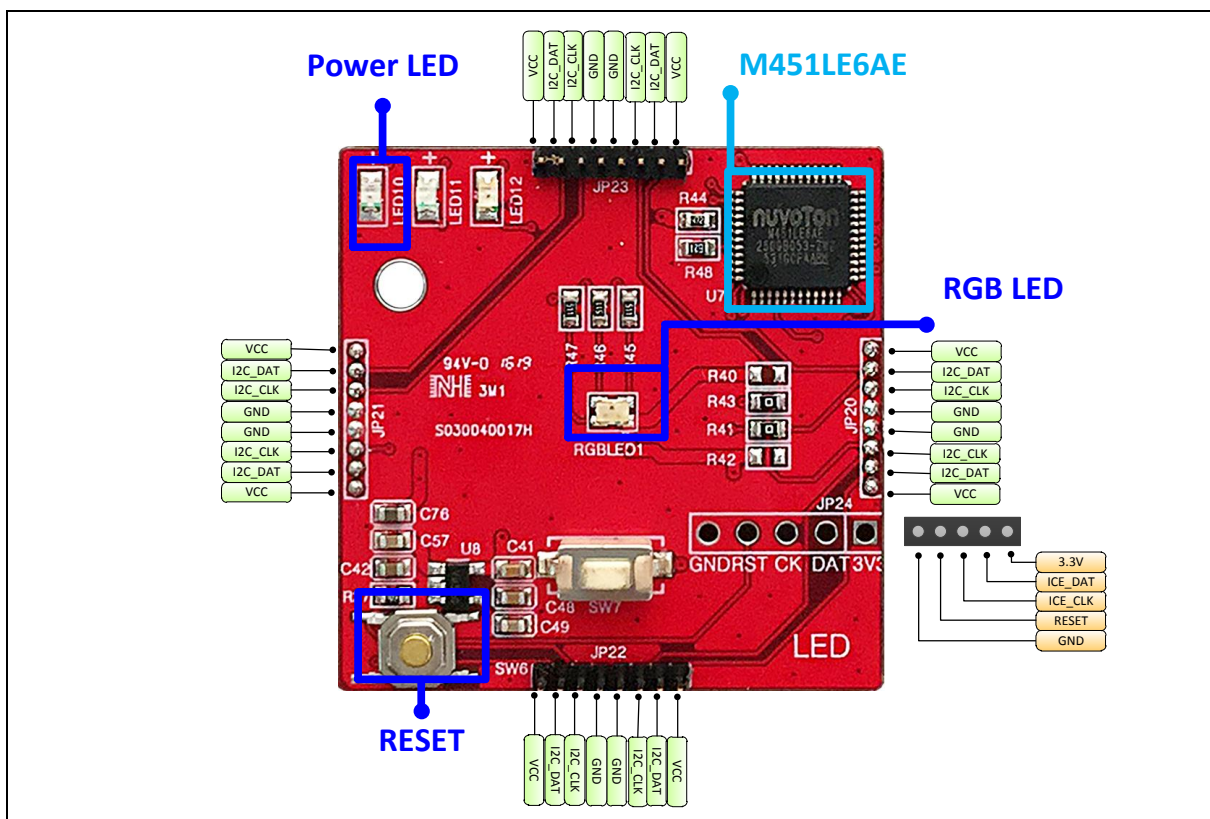 VCC
I2C_DAT
I2C_CLK
GND
GND
I2C_CLK
I2C_DAT
VCC
Power LED
M451LE6AE
RGB LED
RESET
LED10
LED11
LED12
JP23
R44
R48
nuvoTon
M451LE6AE
U7
R47
R46
R45
94V-0 1619
3M1
S030040017H
R40
R43
R41
R42
RGBLED1
JP21
JP20
VCC
I2C_DAT
I2C_CLK
GND
GND
I2C_CLK
I2C_DAT
VCC
VCC
I2C_DAT
I2C_CLK
GND
GND
I2C_CLK
I2C_DAT
VCC
C76
C57
C42
U8
C41
C48
C49
SW7
SW6
JP24
GND RST CK DAT 3V3
3.3V
ICE_DAT
ICE_CLK
RESET
GND
LED
JP22
VCC
I2C_DAT
I2C_CLK
GND
GND
I2C_CLK
I2C_DAT
VCC